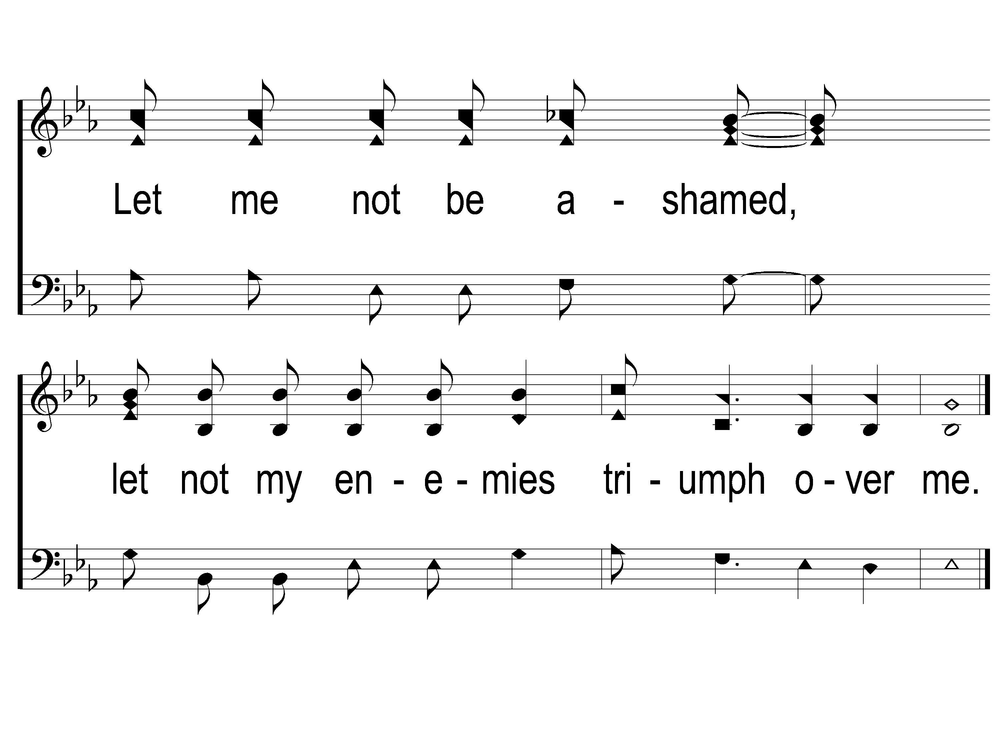 Let me not be a - shamed,
let not my en - e - mies tri - umph o - ver me.